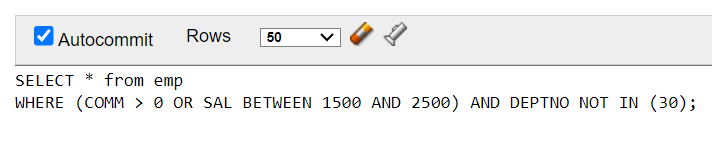 Autocommit Rows 50
SELECT * from emp
WHERE (COMM > 0 OR SAL BETWEEN 1500 AND 2500) AND DEPTNO NOT IN (30);